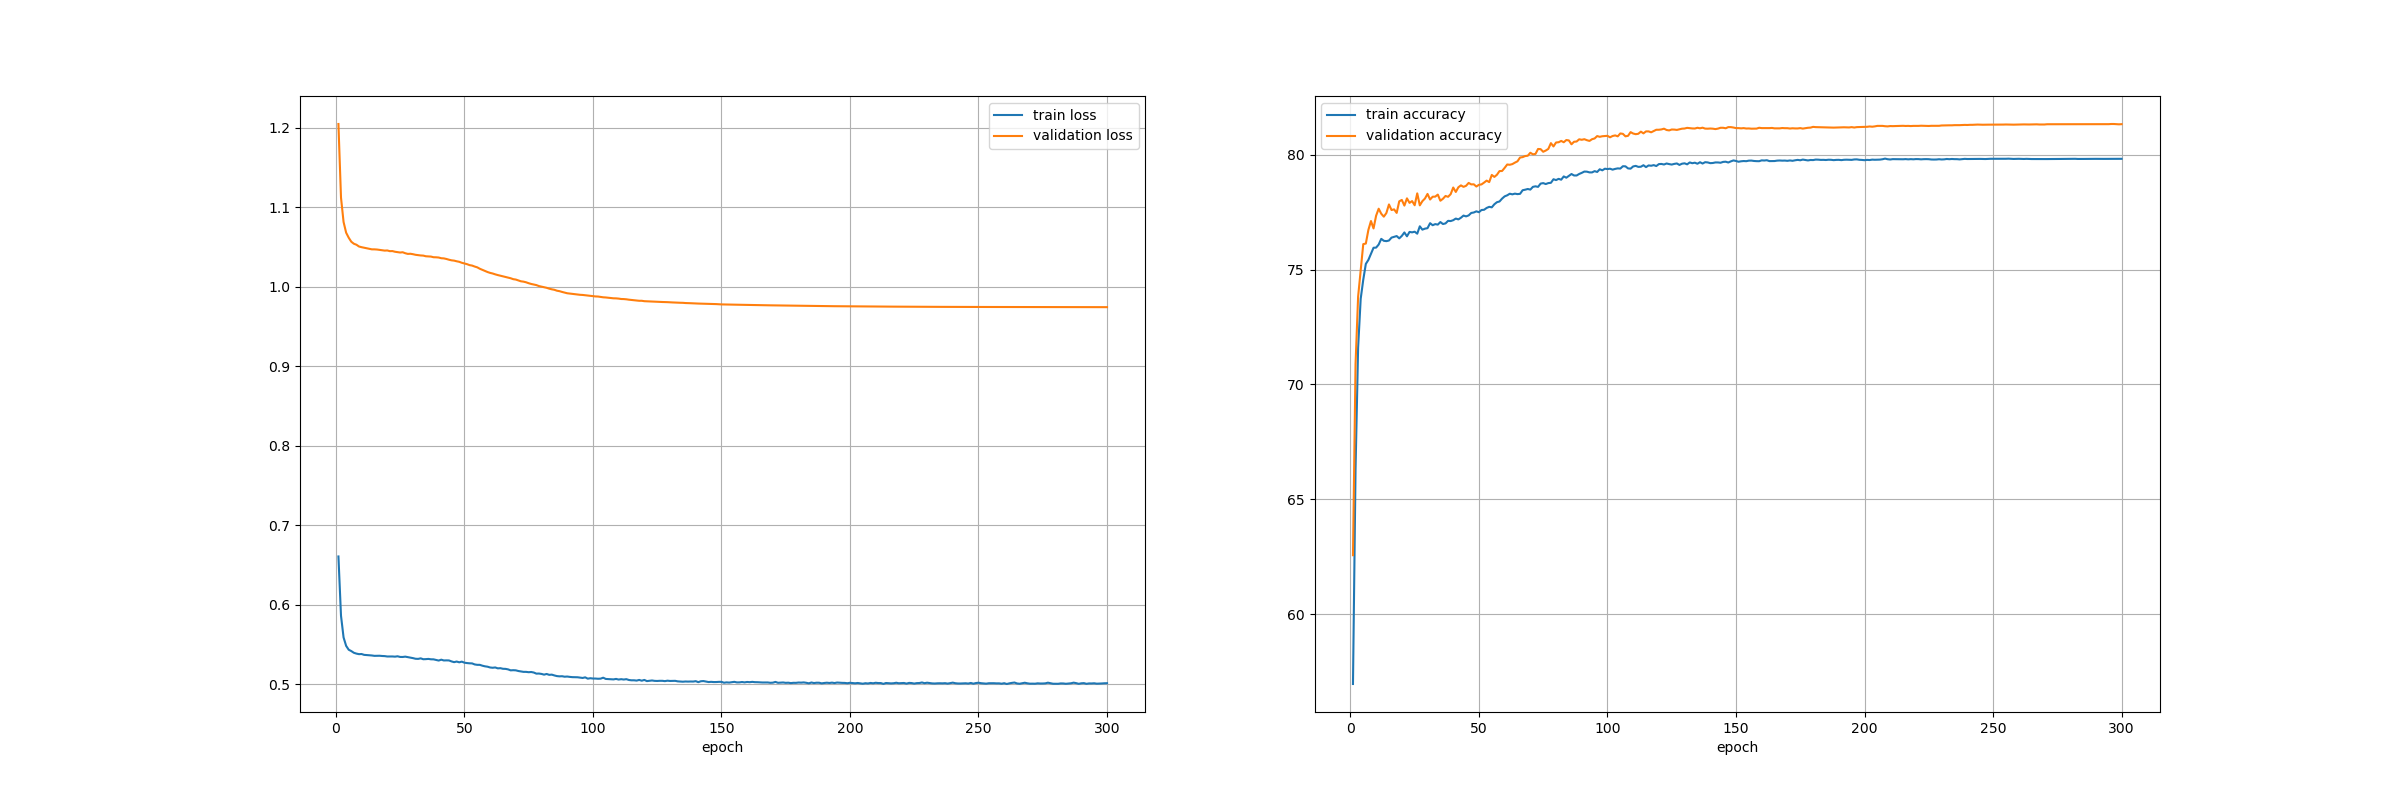 train loss
validation loss
1.2
1.1
1.0
0.9
0.8
0.7
0.6
0.5
0 50 100 150 200 250 300
epoch
train accuracy
validation accuracy
80
75
70
65
60
0 50 100 150 200 250 300
epoch